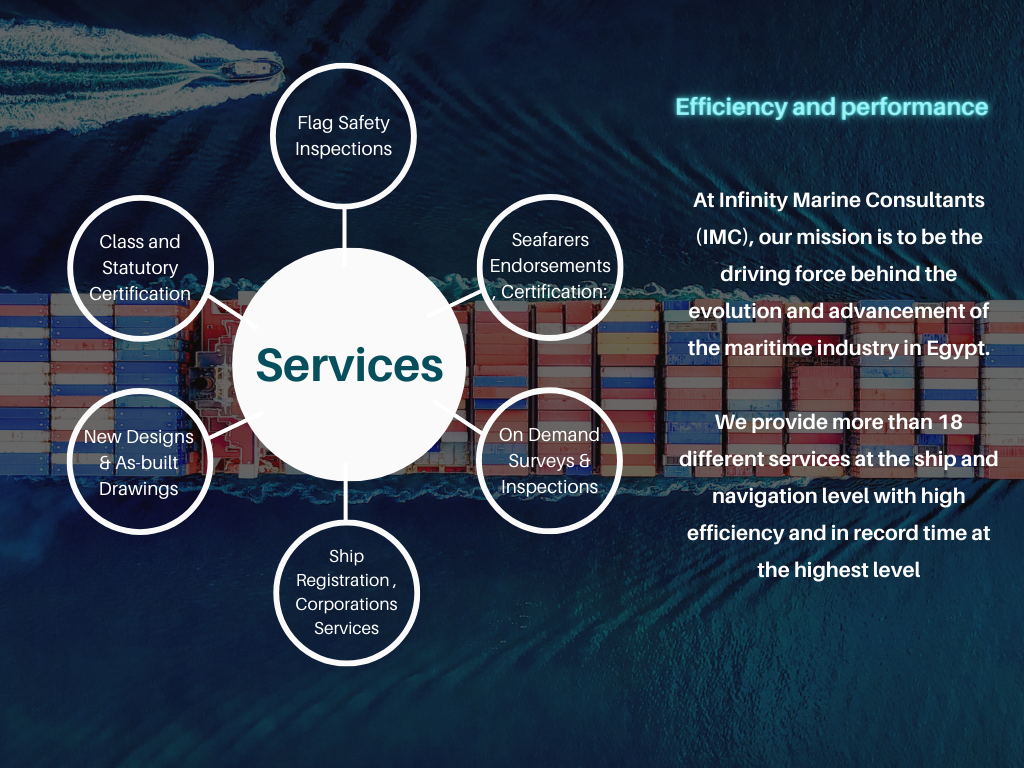 Flag Safety
Inspections
Class and
Statutory
Certification
Seafarers
Endorsements
, Certification:
Services
New Designs
& As-built
Drawings
On Demand
Surveys &
Inspections
Ship
Registration ,
Corporations
Services
Efficiency and performance
At Infinity Marine Consultants
(IMC), our mission is to be the
driving force behind the
evolution and advancement of
the maritime industry in Egypt.
We provide more than 18
different services at the ship and
navigation level with high
efficiency and in record time at
the highest level